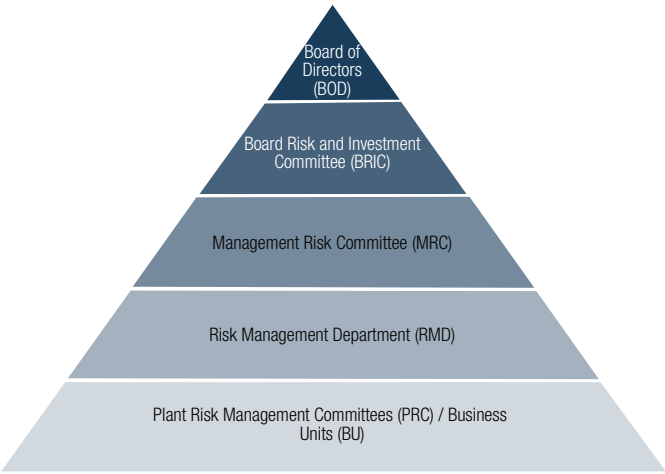 Board of
Directors
(BOD)
Board Risk and Investment
Committee (BRIC)
Management Risk Committee (MRC)
Risk Management Department (RMD)
Plant Risk Management Committees (PRC) / Business
Units (BU)